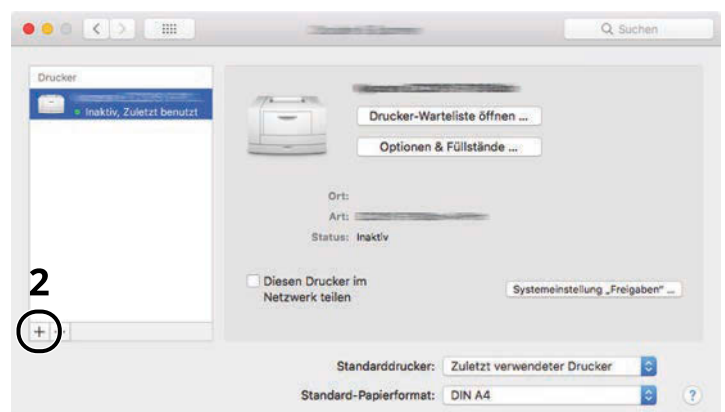 Suchen
Drucker
Inaktiv, Zuletzt benutzt
Drucker-Warteliste öffnen ...
Optionen & Füllstände ...
Ort:
Art:
Status: Inaktiv
Diesen Drucker im
Netzwerk teilen
Systemeinstellung „Freigaben“ ...
2
+ −
Standarddrucker: Zuletzt verwendeter Drucker
Standard-Papierformat: DIN A4
?